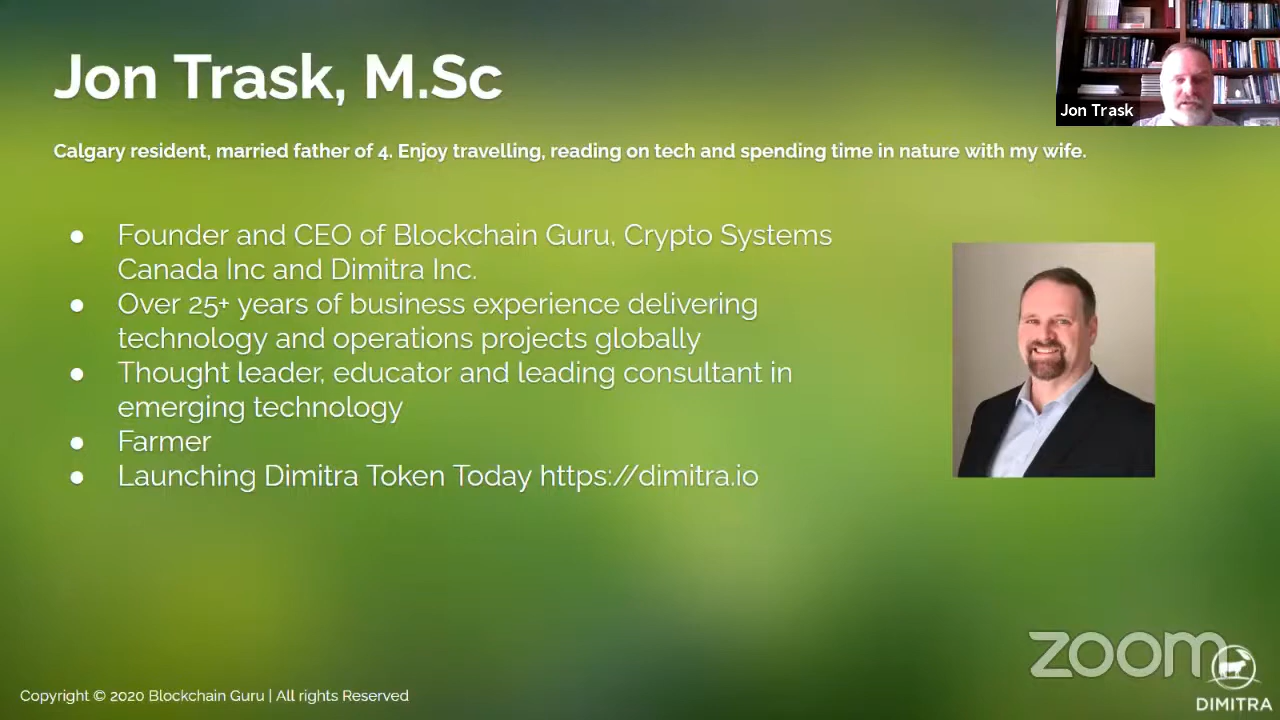 Jon Trask, M.Sc
Jon Trask
Calgary resident, married father of 4. Enjoy travelling, reading on tech and spending time in nature with my wife.
● Founder and CEO of Blockchain Guru, Crypto Systems
Canada Inc and Dimitra Inc.
● Over 25+ years of business experience delivering
technology and operations projects globally
● Thought leader, educator and leading consultant in
emerging technology
● Farmer
● Launching Dimitra Token Today https://dimitra.io
zoom
DIMITRA
Copyright © 2020 Blockchain Guru | All rights Reserved